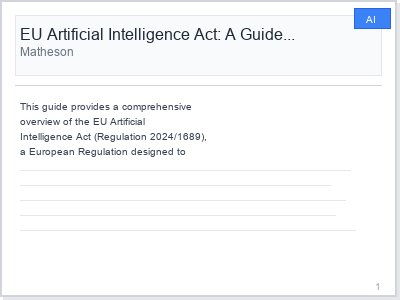 AI
EU Artificial Intelligence Act: A Guide...
Matheson
This guide provides a comprehensive
overview of the EU Artificial
Intelligence Act (Regulation 2024/1689),
a European Regulation designed to
1